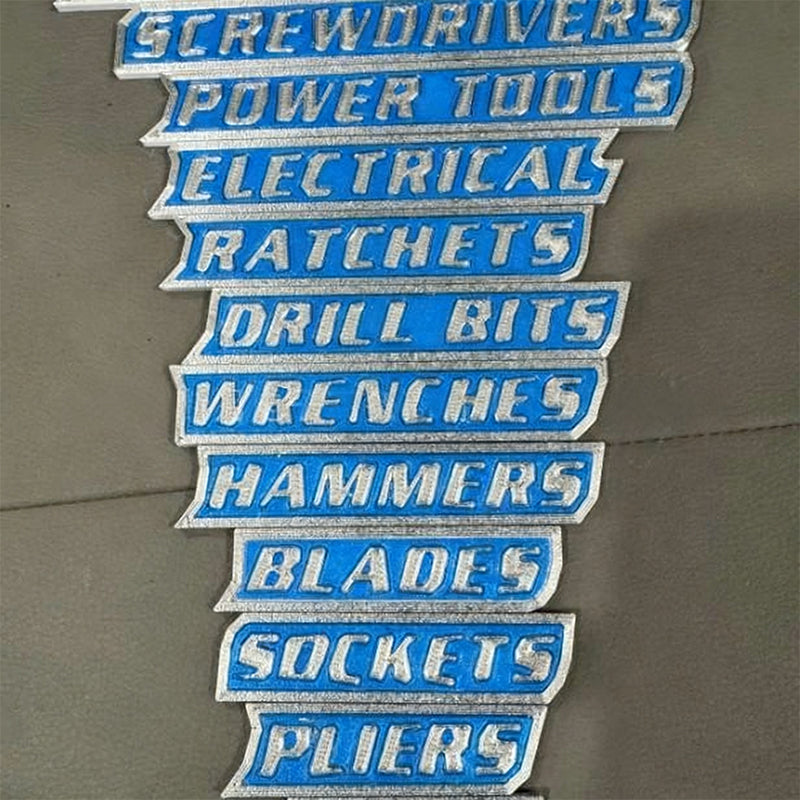 SCREWDRIVERS
POWER TOOLS
ELECTRICAL
RATCHETS
DRILL BITS
WRENCHES
HAMMERS
BLADES
SOCKETS
PLIERS